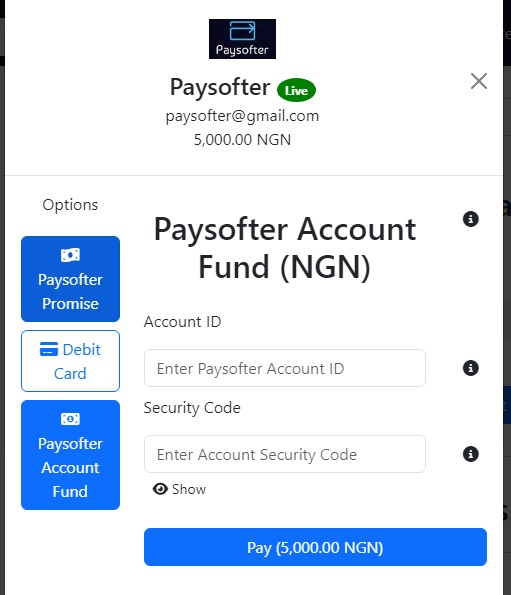 Paysofter
Paysofter Live
paysofter@gmail.com
5,000.00 NGN
Options
Paysofter
Promise
Debit
Card
Paysofter
Account
Fund
Paysofter Account
Fund (NGN)
Account ID
Enter Paysofter Account ID
Security Code
Enter Account Security Code
Show
Pay (5,000.00 NGN)